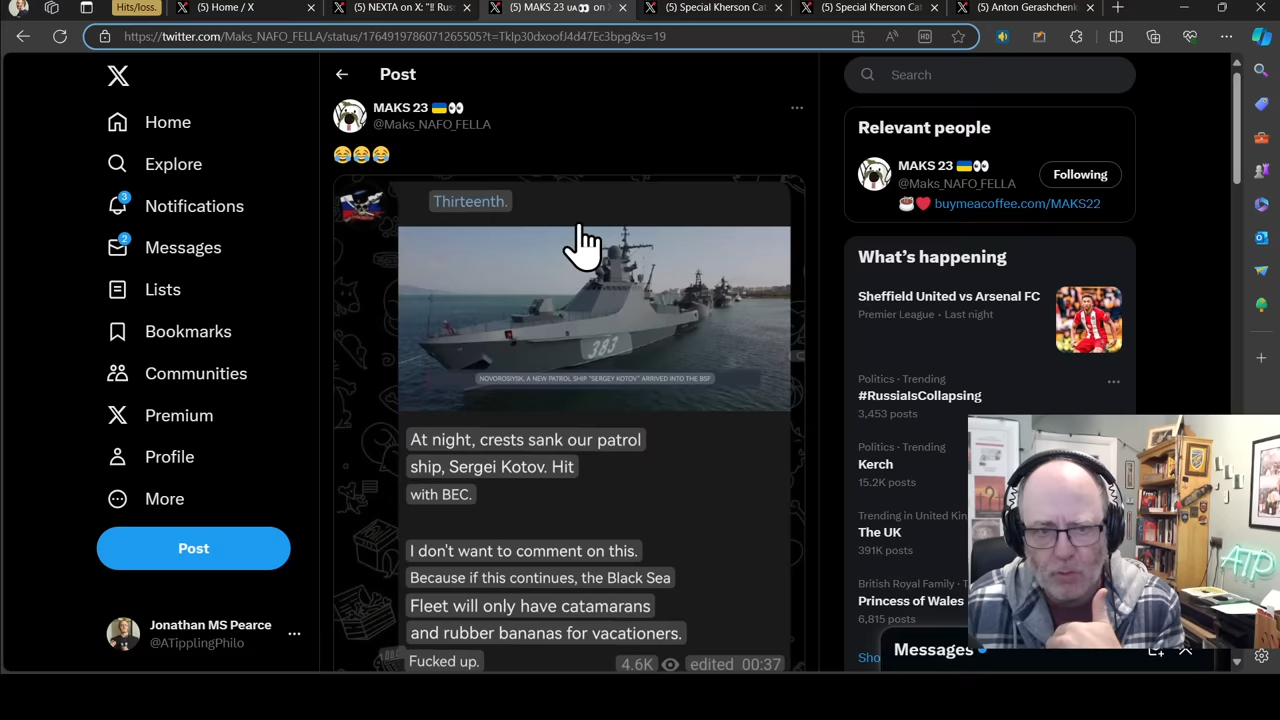 Hits/loss.
(5) Home / X
(5) NEXTA on X: "‼ Rus
(5) MAKS 23 🇺🇦👀 on X
(5) Special Kherson Cat
(5) Special Kherson Cat
(5) Anton Gerashchenk
https://twitter.com/Maks_NAFO_FELLA/status/1764919786071265505?t=Tklp30dxoofJ4d47Ec3bpg&s=19
Home
Explore
3
Notifications
2
Messages
Lists
Bookmarks
Communities
Premium
Profile
More
Post
Jonathan MS Pearce
@ATipplingPhilo
Post
MAKS 23 🇺🇦👀
@Maks_NAFO_FELLA
😂😂😂
Thirteenth.
383
NOVOROSIYSK, A NEW PATROL SHIP "SERGEY KOTOV" ARRIVED INTO THE BSF
At night, crests sank our patrol
ship, Sergei Kotov. Hit
with BEC.
I don't want to comment on this.
Because if this continues, the Black Sea
Fleet will only have catamarans
and rubber bananas for vacationers.
Fucked up.
4.6K edited 00:37
Search
Relevant people
MAKS 23 🇺🇦👀
@Maks_NAFO_FELLA
Following
☕❤️ buymeacoffee.com/MAKS22
What's happening
Sheffield United vs Arsenal FC
Premier League · Last night
Politics · Trending
#RussiaIsCollapsing
3,453 posts
Politics · Trending
Kerch
15.2K posts
Trending in United Kin
The UK
391K posts
British Royal Family · T
Princess of Wales
6,815 posts
Sho
Messages
ATP